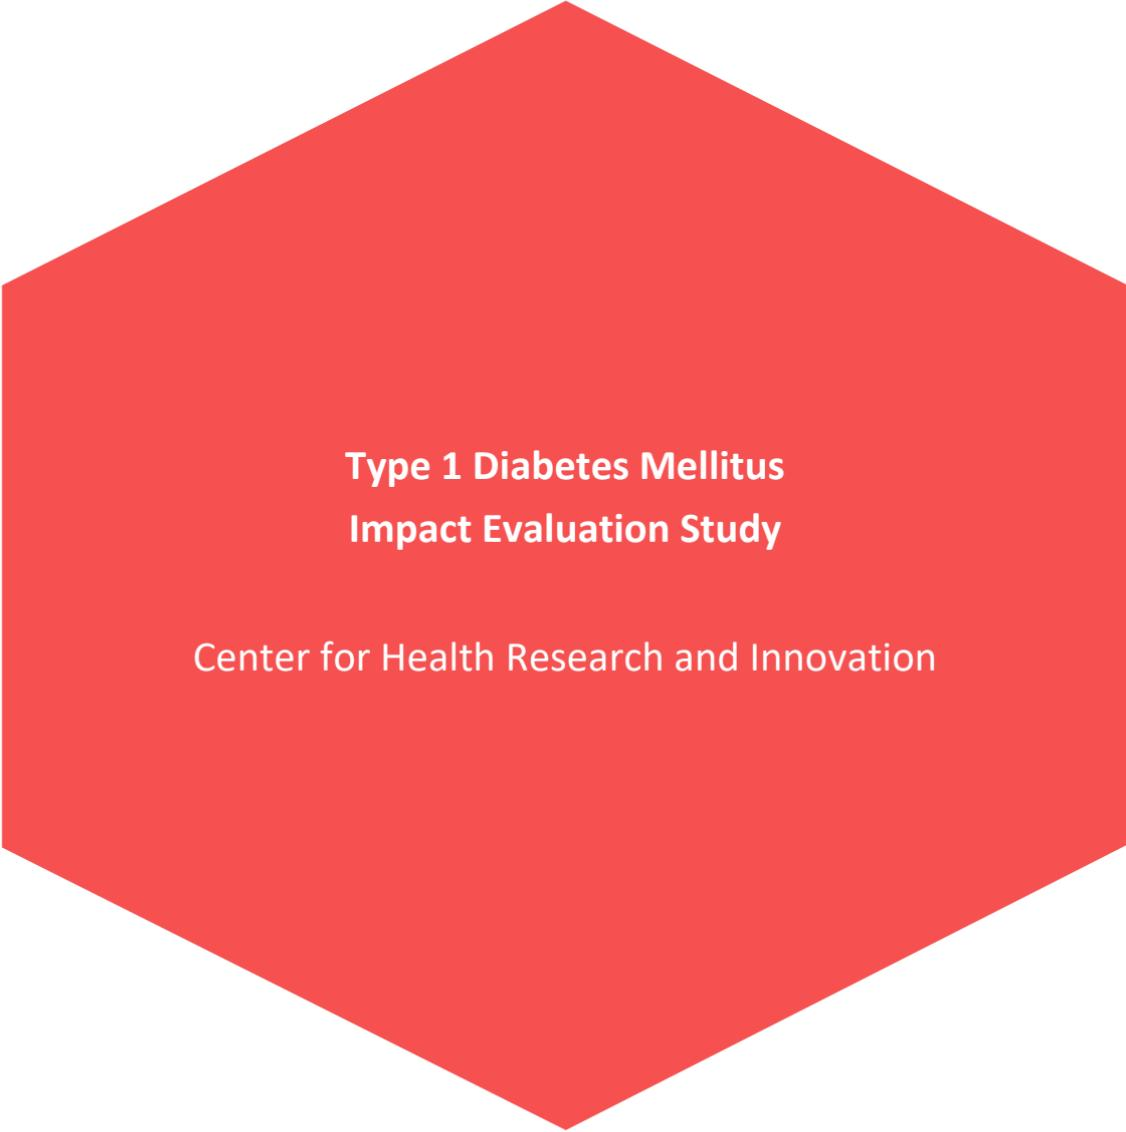 Type 1 Diabetes Mellitus
Impact Evaluation Study
Center for Health Research and Innovation